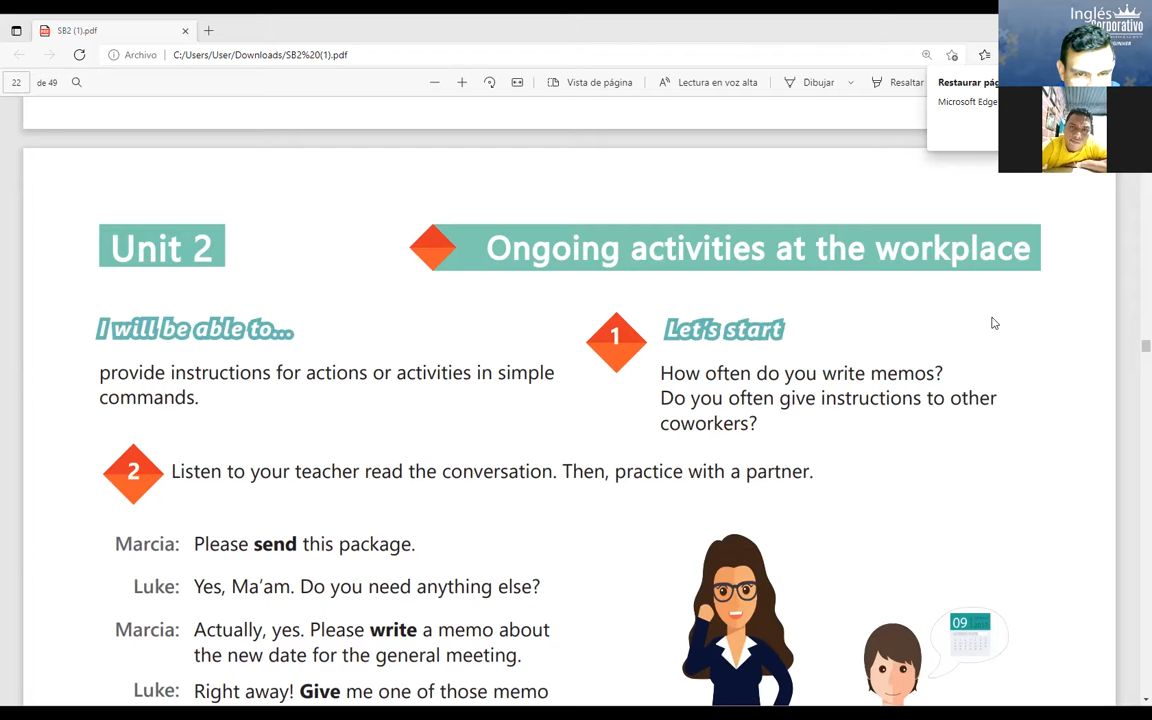 SB2 (1).pdf
Archivo
C:/Users/User/Downloads/SB2%20(1).pdf
22
de 49
Vista de página
Lectura en voz alta
Dibujar
Resaltar
Restaurar pág
Microsoft Edge
Inglés
Corporativo
Unit 2
Ongoing activities at the workplace
I will be able to...
provide instructions for actions or activities in simple
commands.
1
Let's start
How often do you write memos?
Do you often give instructions to other
coworkers?
2
Listen to your teacher read the conversation. Then, practice with a partner.
Marcia: Please send this package.
Luke: Yes, Ma'am. Do you need anything else?
Marcia: Actually, yes. Please write a memo about
the new date for the general meeting.
Luke: Right away! Give me one of those memo
09